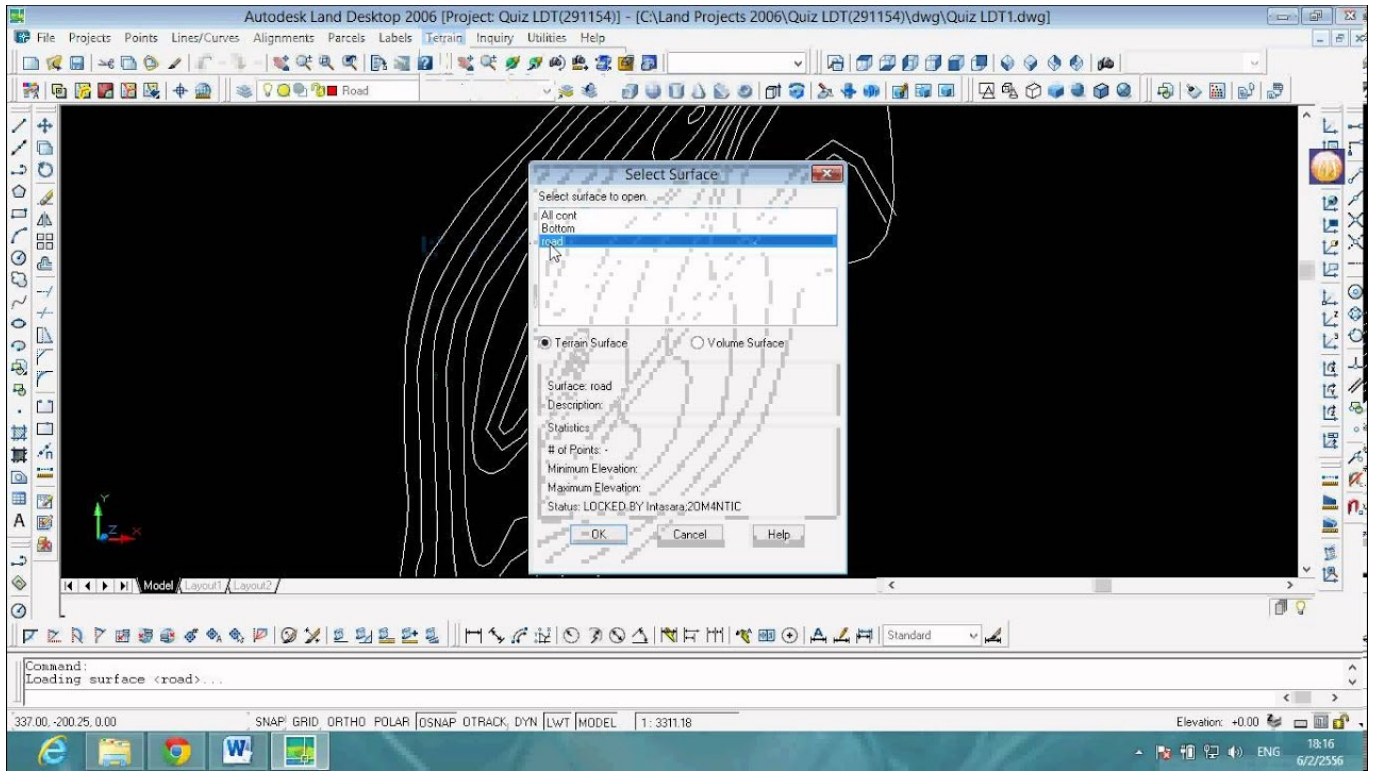 Autodesk Land Desktop 2006 [Project: Quiz LDT(291154)] - [C:\Land Projects 2006\Quiz LDT(291154)\dwg\Quiz LDT1.dwg]
File Projects Points Lines/Curves Alignments Parcels Labels Terrain Inquiry Utilities Help
Road
Select Surface
Select surface to open.
All cont
Bottom
road
Terrain Surface Volume Surface
Surface: road
Description:
Statistics
# of Points: -
Minimum Elevation:
Maximum Elevation:
Status: LOCKED BY Intasara;20M4NTIC
OK Cancel Help
Y
Z X
Model Layout1 Layout2
Standard
Command:
Loading surface <road>...
337.00, -200.25, 0.00 SNAP GRID ORTHO POLAR OSNAP OTRACK DYN LWT MODEL 1: 3311.18 Elevation: +0.00
ENG 18:16
6/2/2556